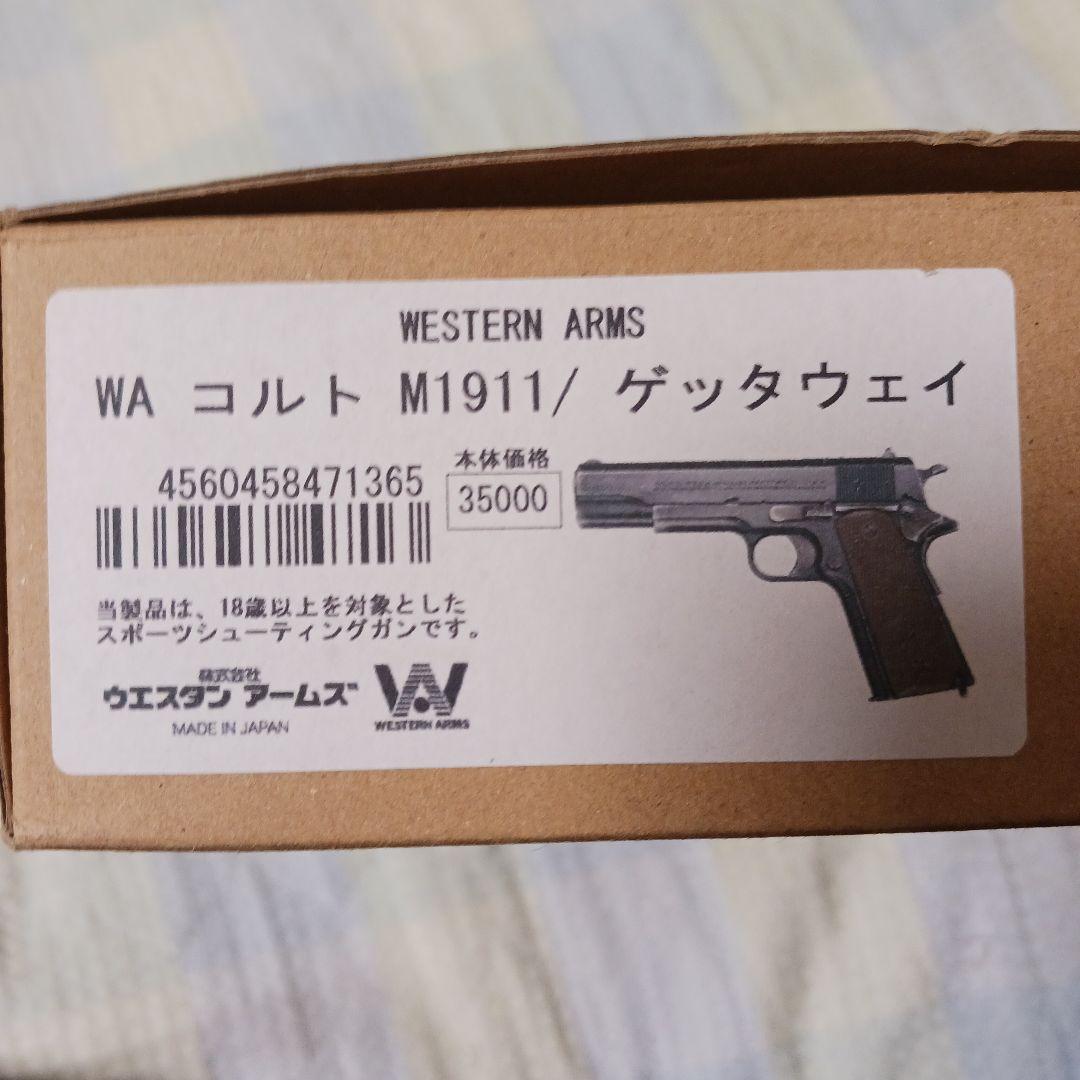 WESTERN ARMS
WA コルト M1911/ ゲッタウェイ
4560458471365
本体価格
35000
当製品は、18歳以上を対象とした
スポーツシューティングガンです。
株式会社
ウエスタン アームズ
MADE IN JAPAN
WA
WESTERN ARMS